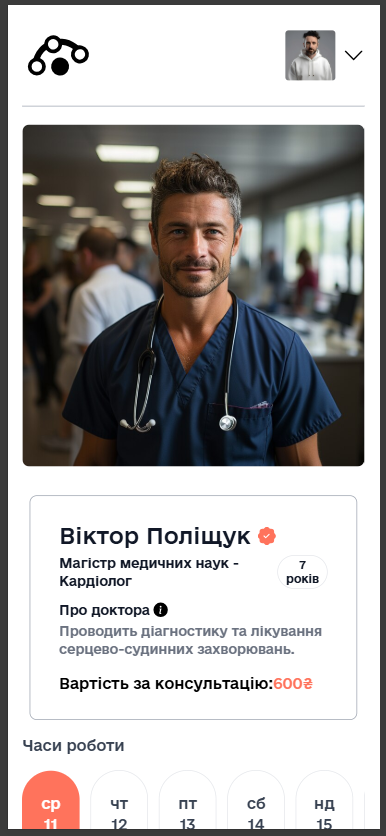 Віктор Поліщук
Магістр медичних наук -
Кардіолог
7
років
Про доктора
Проводить діагностику та лікування
серцево-судинних захворювань.
Вартість за консультацію:600₴
Часи роботи
ср чт пт сб нд
11 12 13 14 15